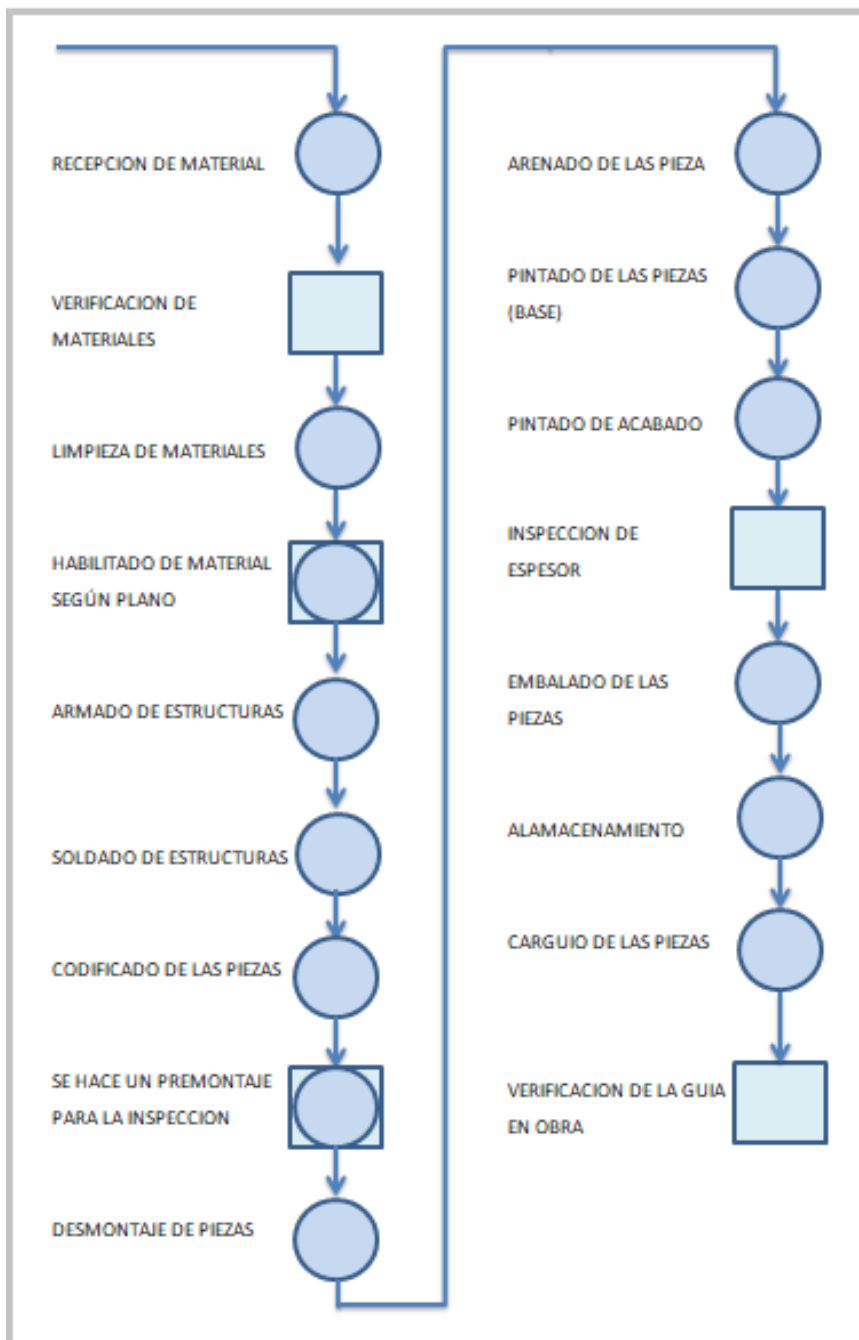 RECEPCION DE MATERIAL
VERIFICACION DE
MATERIALES
LIMPIEZA DE MATERIALES
HABILITADO DE MATERIAL
SEGÚN PLANO
ARMADO DE ESTRUCTURAS
SOLDADO DE ESTRUCTURAS
CODIFICADO DE LAS PIEZAS
SE HACE UN PREMONTAJE
PARA LA INSPECCION
DESMONTAJE DE PIEZAS
ARENADO DE LAS PIEZA
PINTADO DE LAS PIEZAS
(BASE)
PINTADO DE ACABADO
INSPECCION DE
ESPESOR
EMBALADO DE LAS
PIEZAS
ALAMACENAMIENTO
CARGUIO DE LAS PIEZAS
VERIFICACION DE LA GUIA
EN OBRA